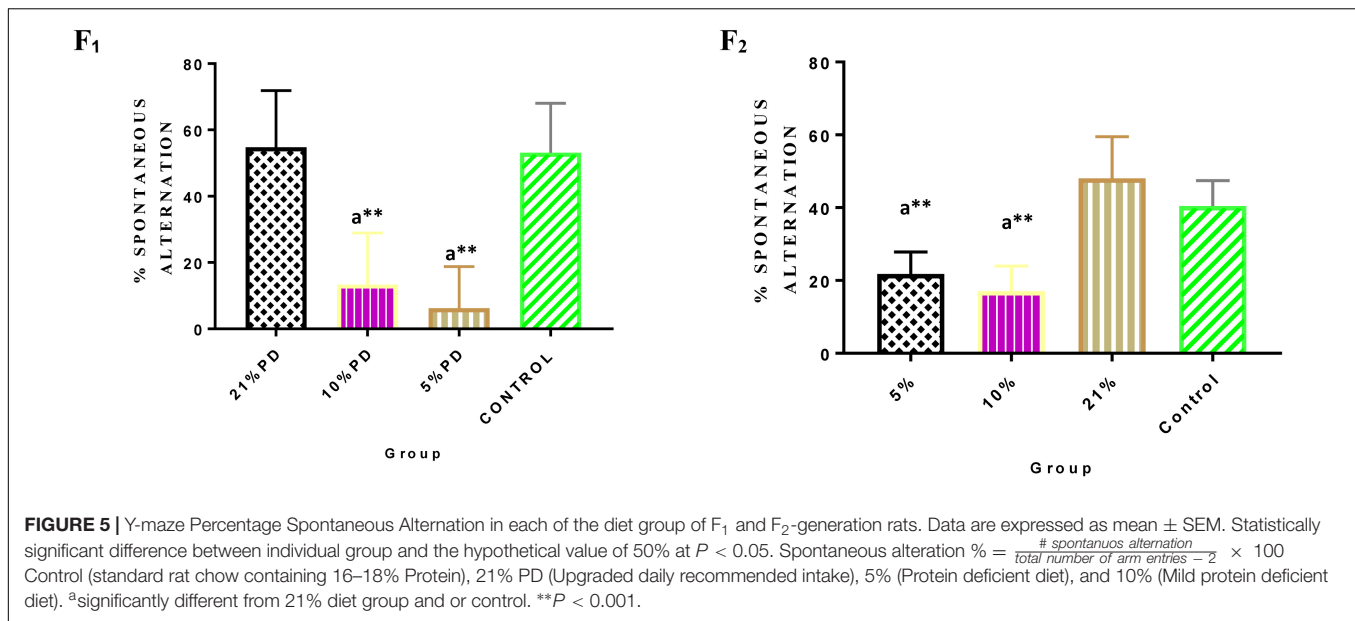 F₁
% SPONTANEOUS
ALTERNATION
80
60
40
20
0
a**
a**
21%PD
10%PD
5%PD
CONTROL
Group
F₂
% SPONTANEOUS
ALTERNATION
80
60
40
20
0
a**
a**
5%
10%
21%
Control
Group
FIGURE 5 | Y-maze Percentage Spontaneous Alternation in each of the diet group of F₁ and F₂-generation rats. Data are expressed as mean ± SEM. Statistically
significant difference between individual group and the hypothetical value of 50% at P < 0.05. Spontaneous alteration % = # spontanuos alternation / total number of arm entries − 2 × 100
Control (standard rat chow containing 16–18% Protein), 21% PD (Upgraded daily recommended intake), 5% (Protein deficient diet), and 10% (Mild protein deficient
diet). ᵃsignificantly different from 21% diet group and or control. **P < 0.001.